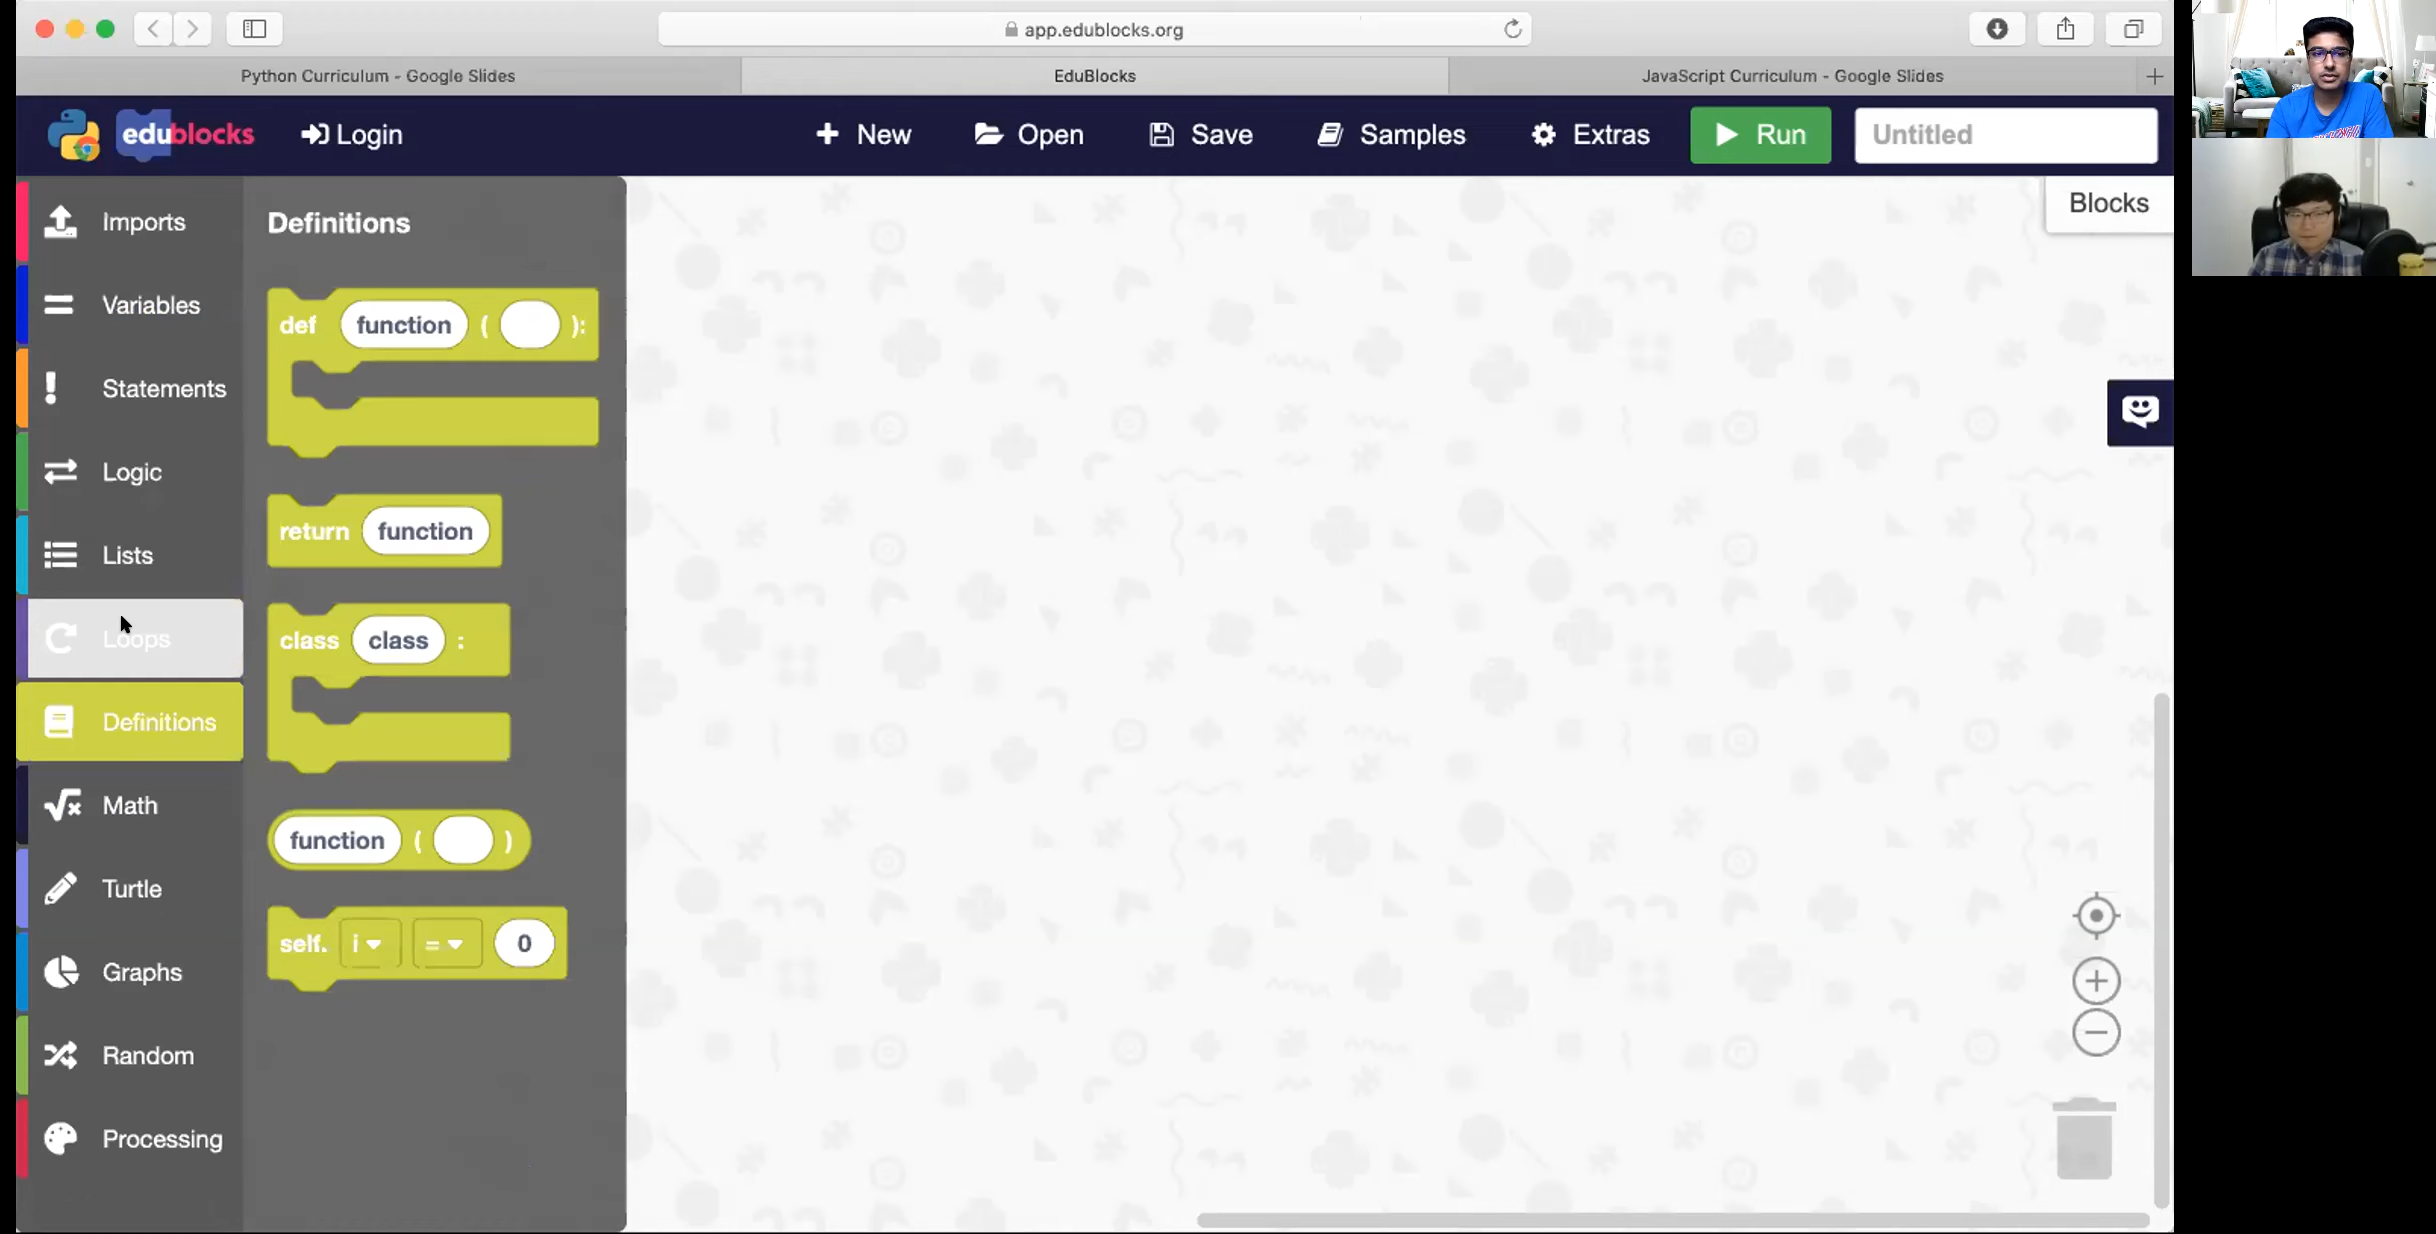 app.edublocks.org
Python Curriculum - Google Slides
EduBlocks
JavaScript Curriculum - Google Slides
edublocks
Login
New
Open
Save
Samples
Extras
Run
Untitled
Blocks
Imports
Variables
Statements
Logic
Lists
Loops
Definitions
Math
Turtle
Graphs
Random
Processing
Definitions
def function ( ):
return function
class class :
function ( )
self. i = 0